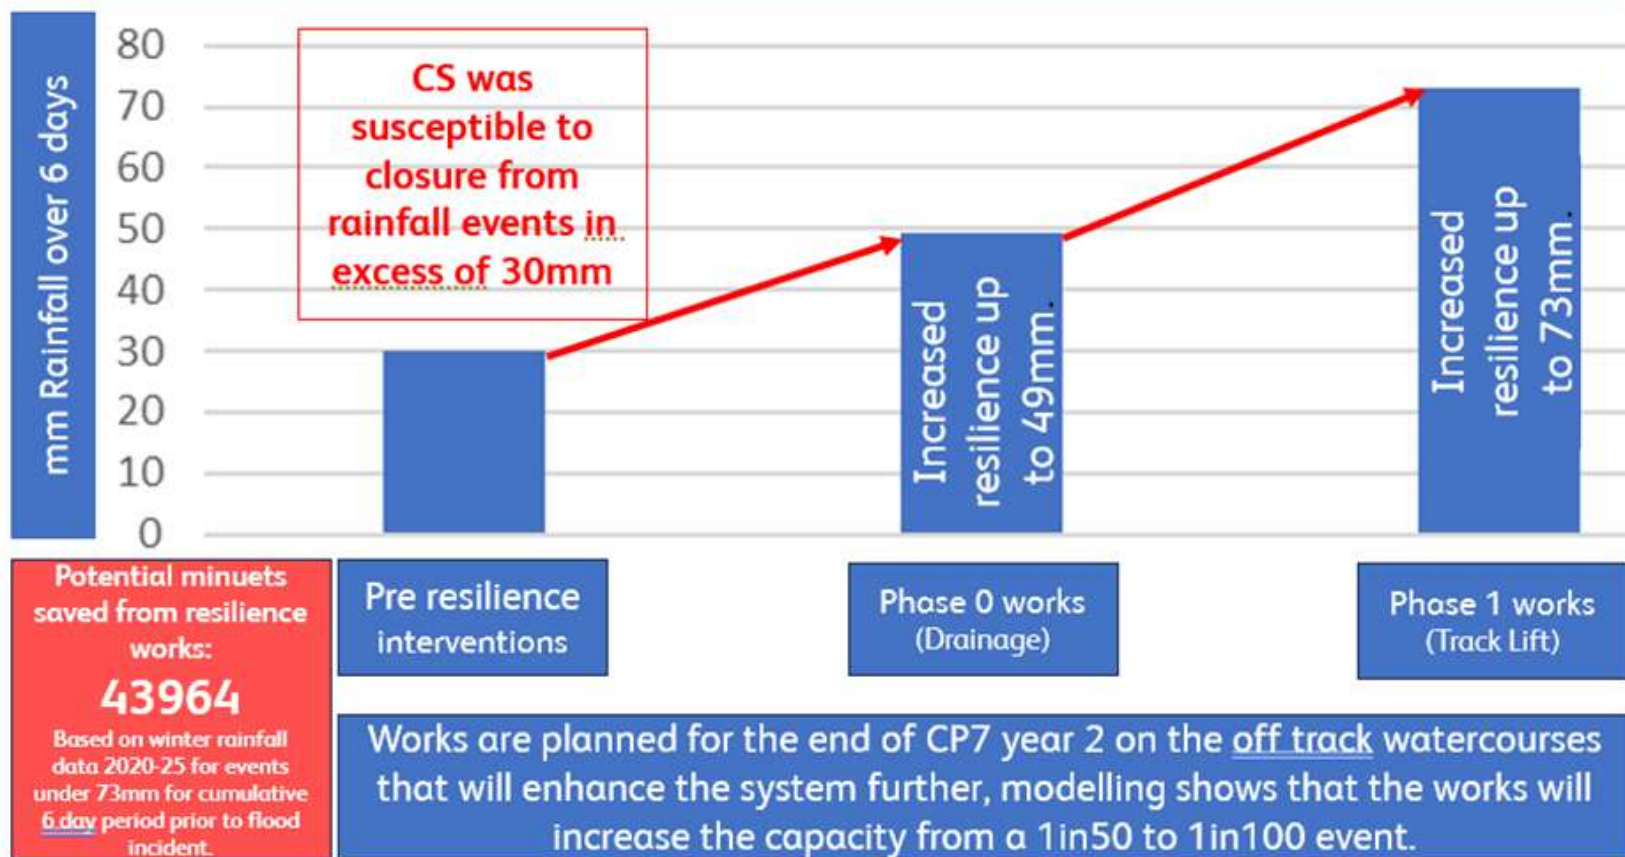 mm Rainfall over 6 days
80
70
60
50
40
30
20
10
0
CS was
susceptible to
closure from
rainfall events in
excess of 30mm
Increased
resilience up
to 49mm.
Increased
resilience up
to 73mm.
Potential minuets
saved from resilience
works:
43964
Based on winter rainfall
data 2020-25 for events
under 73mm for cumulative
6 day period prior to flood
incident.
Pre resilience
interventions
Phase 0 works
(Drainage)
Phase 1 works
(Track Lift)
Works are planned for the end of CP7 year 2 on the off track watercourses
that will enhance the system further, modelling shows that the works will
increase the capacity from a 1in50 to 1in100 event.